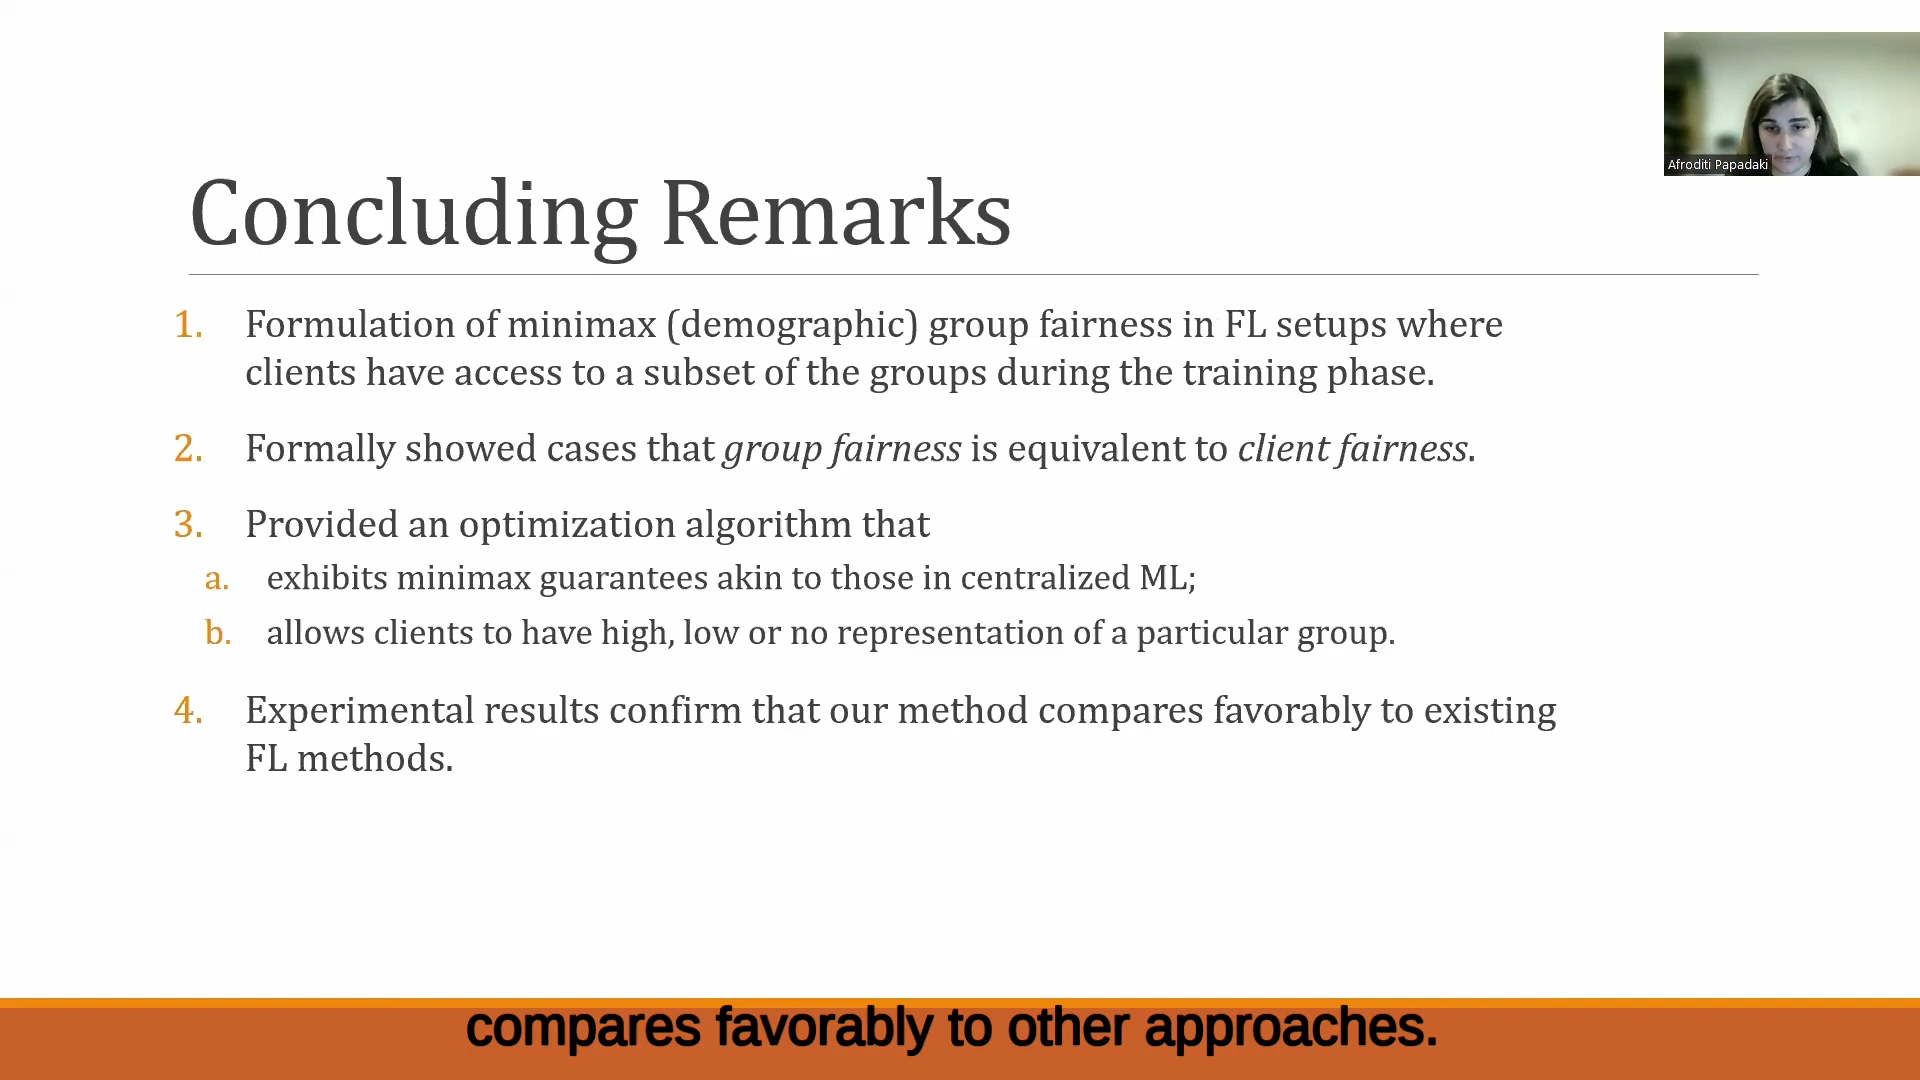 Afroditi Papadaki
Concluding Remarks
1. Formulation of minimax (demographic) group fairness in FL setups where
clients have access to a subset of the groups during the training phase.
2. Formally showed cases that group fairness is equivalent to client fairness.
3. Provided an optimization algorithm that
a. exhibits minimax guarantees akin to those in centralized ML;
b. allows clients to have high, low or no representation of a particular group.
4. Experimental results confirm that our method compares favorably to existing
FL methods.
compares favorably to other approaches.